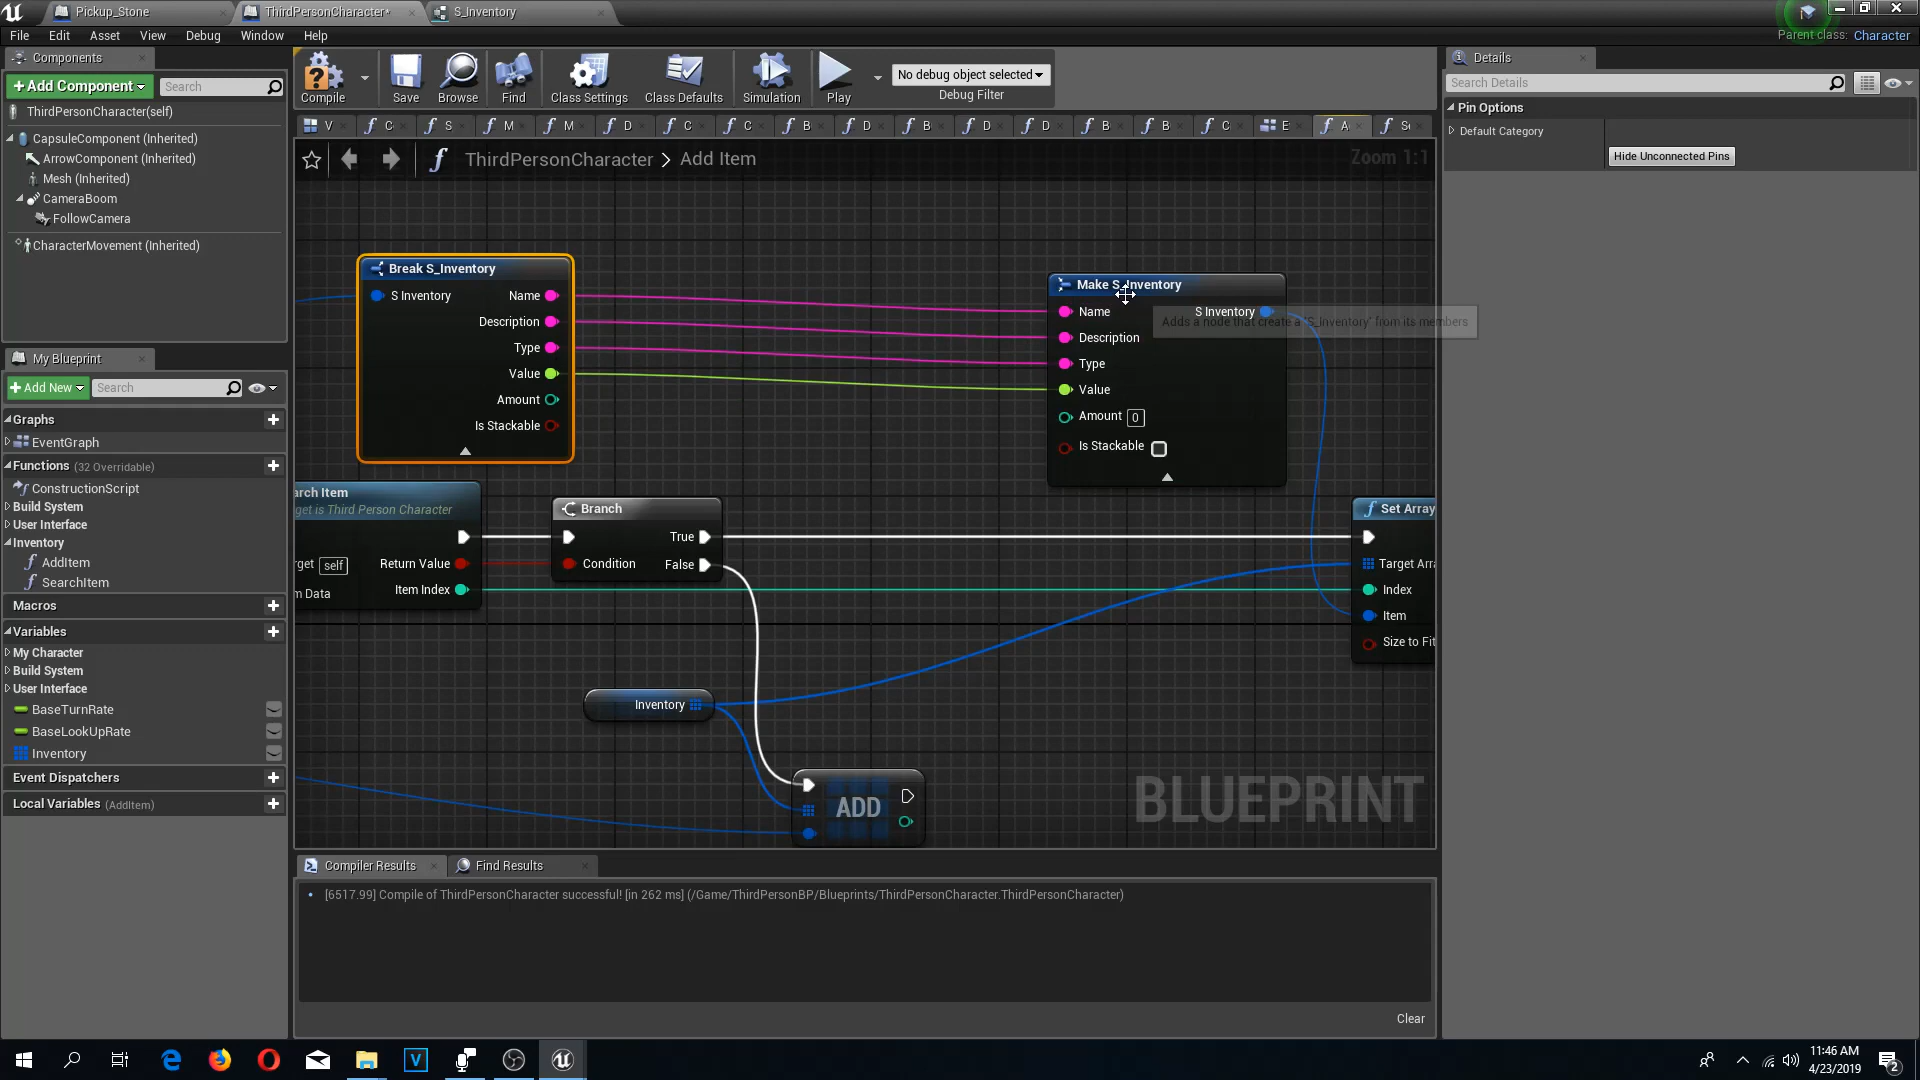 Pickup_Stone
ThirdPersonCharacter*
S_Inventory
File Edit Asset View Debug Window Help
Parent class: Character
Components
+Add Component
Search
ThirdPersonCharacter(self)
CapsuleComponent (Inherited)
ArrowComponent (Inherited)
Mesh (Inherited)
CameraBoom
FollowCamera
CharacterMovement (Inherited)
My Blueprint
+Add New
Search
Graphs
EventGraph
Functions (32 Overridable)
ConstructionScript
Build System
User Interface
Inventory
AddItem
SearchItem
Macros
Variables
My Character
Build System
User Interface
BaseTurnRate
BaseLookUpRate
Inventory
Event Dispatchers
Local Variables (AddItem)
Compile
Save
Browse
Find
Class Settings
Class Defaults
Simulation
Play
No debug object selected
Debug Filter
V
f C
f S
f M
f M
f D
f C
f C
f B
f D
f B
f D
f D
f B
f B
f C
E
f A
f S
f ThirdPersonCharacter > Add Item
Zoom 1:1
Break S_Inventory
S Inventory
Name
Description
Type
Value
Amount
Is Stackable
Make S_Inventory
Name
S Inventory
Adds a node that create a 'S_Inventory' from its members
Description
Type
Value
Amount 0
Is Stackable
arch Item
get is Third Person Character
rget self
Return Value
m Data
Item Index
Branch
True
Condition
False
f Set Array
Target Arra
Index
Item
Size to Fit
Inventory
ADD
BLUEPRINT
Compiler Results
Find Results
[6517.99] Compile of ThirdPersonCharacter successful! [in 262 ms] (/Game/ThirdPersonBP/Blueprints/ThirdPersonCharacter.ThirdPersonCharacter)
Clear
Details
Search Details
Pin Options
Default Category
Hide Unconnected Pins
V
11:46 AM
4/23/2019
2